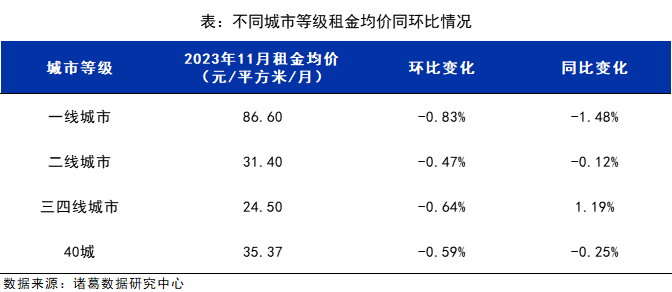 表: 不同城市等级租金均价同环比情况
城市等级 2023年11月租金均价 (元/平方米/月) 环比变化 同比变化
一线城市 86.60 -0.83% -1.48%
二线城市 31.40 -0.47% -0.12%
三四线城市 24.50 -0.64% 1.19%
40城 35.37 -0.59% -0.25%
数据来源: 诸葛数据研究中心